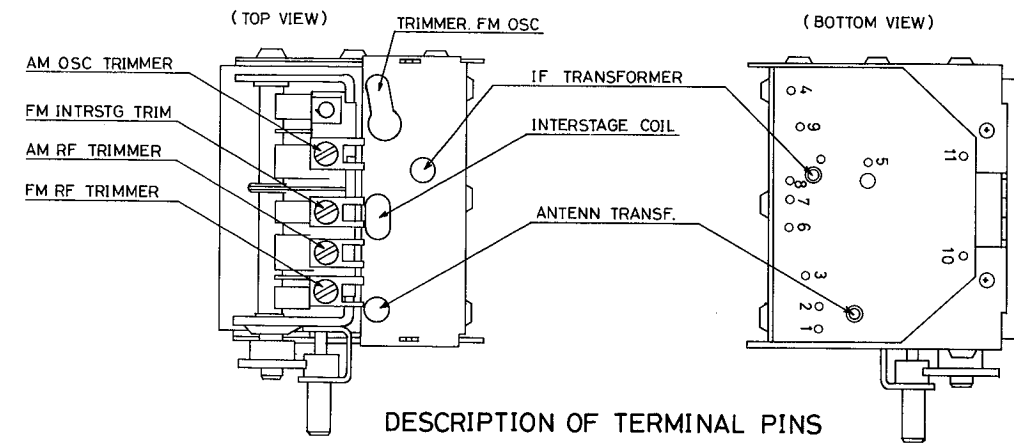 (TOP VIEW)
TRIMMER. FM OSC
(BOTTOM VIEW)
AM OSC TRIMMER
FM INTRSTG TRIM
AM RF TRIMMER
FM RF TRIMMER
IF TRANSFORMER
INTERSTAGE COIL
ANTENN TRANSF.
4
9
5
11
8
7
6
10
3
2
1
DESCRIPTION OF TERMINAL PINS